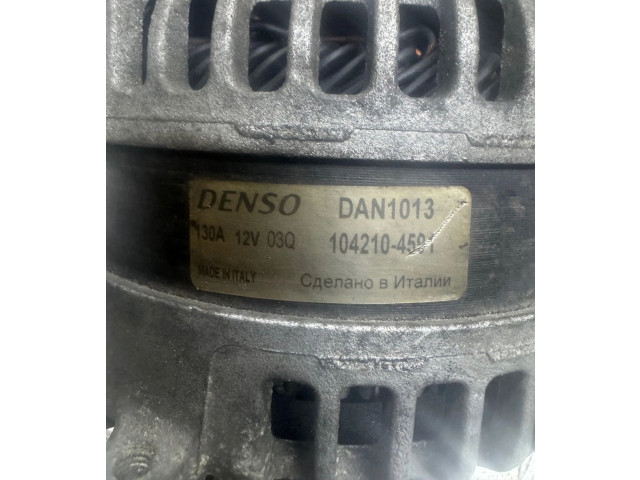 DENSO DAN1013
130A 12V 03Q 104210-4591
MADE IN ITALY Сделано в Италии